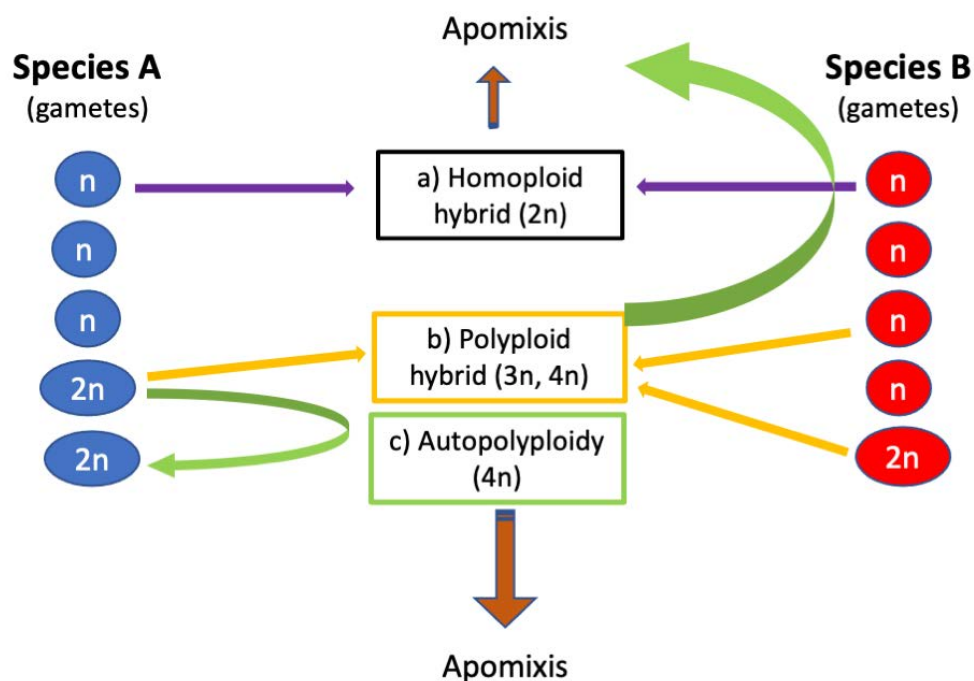 Apomixis
Species A
(gametes)
Species B
(gametes)
n
a) Homoploid
hybrid (2n)
n
n
n
n
n
2n
b) Polyploid
hybrid (3n, 4n)
n
2n
c) Autopolyploidy
(4n)
2n
Apomixis